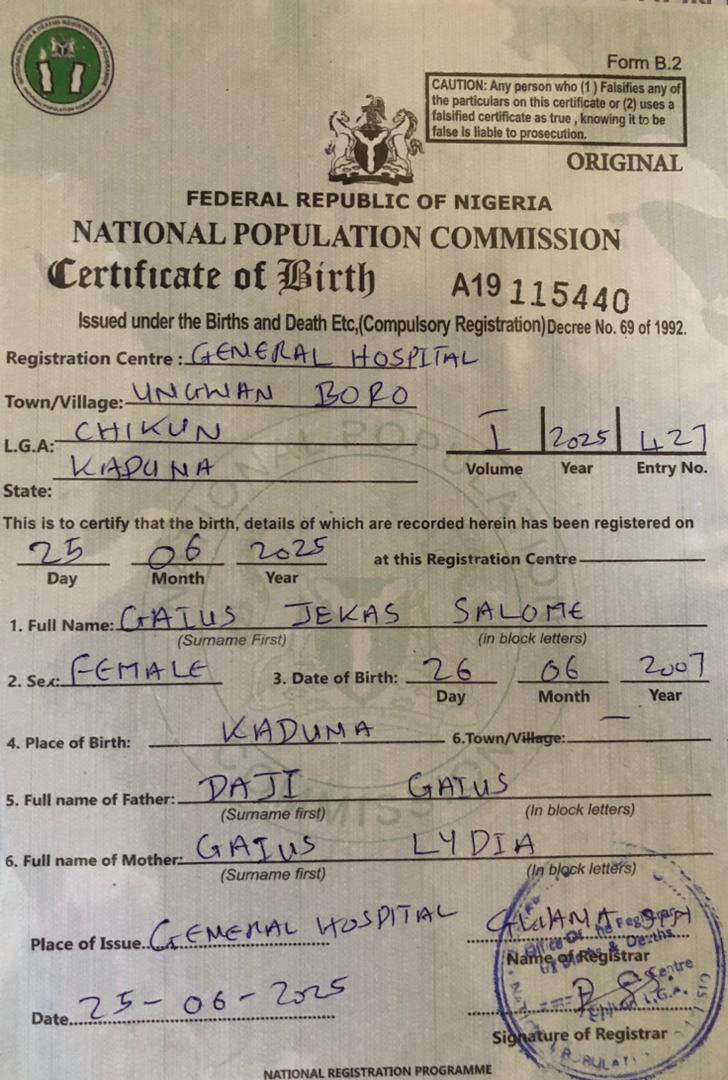 Form B.2
CAUTION: Any person who (1) Falsifies any of
the particulars on this certificate or (2) uses a
falsified certificate as true , knowing it to be
false is liable to prosecution.
ORIGINAL
FEDERAL REPUBLIC OF NIGERIA
NATIONAL POPULATION COMMISSION
Certificate of Birth A19 115440
Issued under the Births and Death Etc,(Compulsory Registration) Decree No. 69 of 1992.
Registration Centre : GENERAL HOSPITAL
Town/Village: UNGWAN BORO
L.G.A: CHIKUN
I 2025 427
Volume Year Entry No.
State: KADUNA
This is to certify that the birth, details of which are recorded herein has been registered on
25 06 2025 at this Registration Centre
Day Month Year
1. Full Name: GAIUS JEKAS SALOME
(Surname First) (in block letters)
2. Sex: FEMALE 3. Date of Birth: 26 06 2007
Day Month Year
4. Place of Birth: KADUNA 6.Town/Village: —
5. Full name of Father: DAJI GAIUS
(Surname first) (In block letters)
6. Full name of Mother: GAIUS LYDIA
(Surname first) (In block letters)
Place of Issue GENERAL HOSPITAL
Name of Registrar
Date 25-06-2025
Signature of Registrar
NATIONAL REGISTRATION PROGRAMME